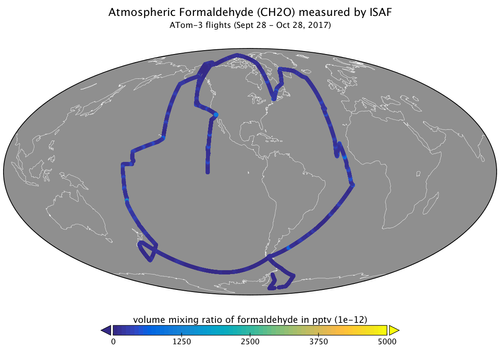 Atmospheric Formaldehyde (CH2O) measured by ISAF
ATom-3 flights (Sept 28 - Oct 28, 2017)
volume mixing ratio of formaldehyde in pptv (1e-12)
0 1250 2500 3750 5000